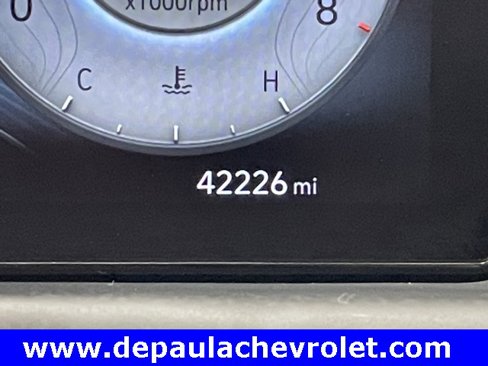 x1000rpm
0 8
C H
42226 mi
www.depaulachevrolet.com